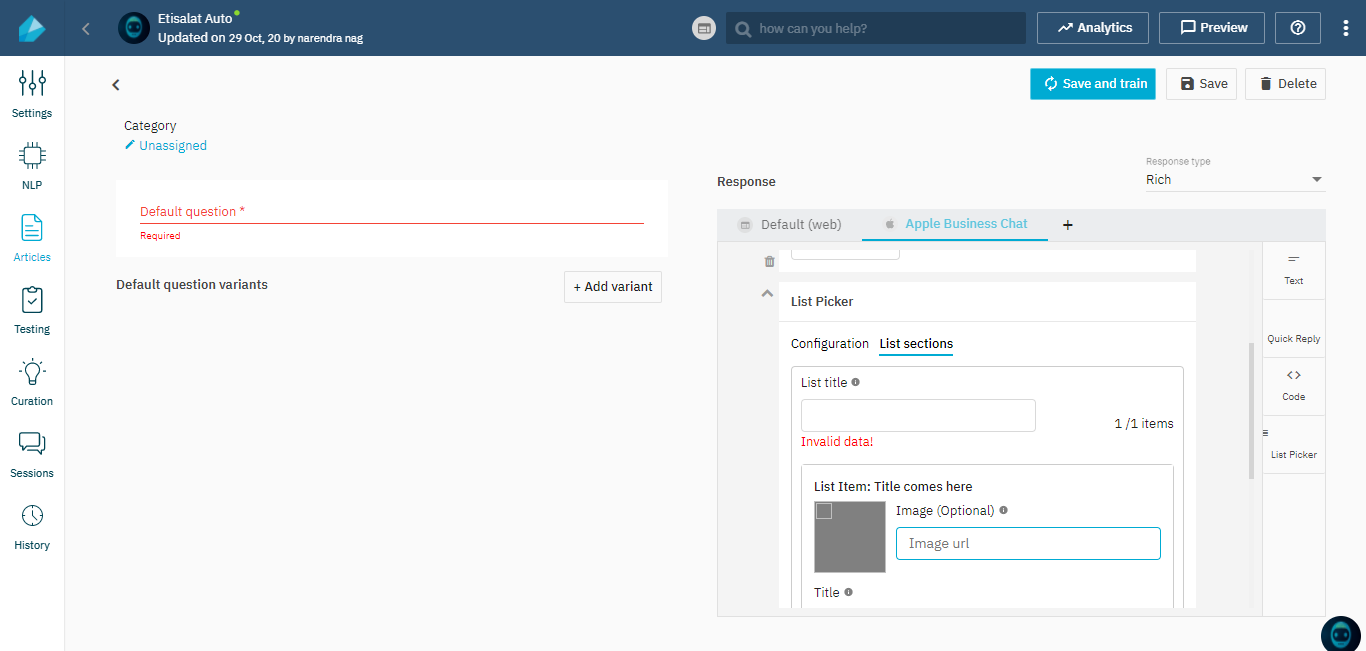 Etisalat Auto
Updated on 29 Oct, 20 by narendra nag
how can you help?
Analytics
Preview
Settings
NLP
Articles
Testing
Curation
Sessions
History
Save and train
Save
Delete
Category
Unassigned
Default question *
Required
Default question variants
+ Add variant
Response
Response type
Rich
Default (web)
Apple Business Chat
+
List Picker
Configuration
List sections
List title
1 /1 items
Invalid data!
List Item: Title comes here
Image (Optional)
Image url
Title
Text
Quick Reply
Code
List Picker